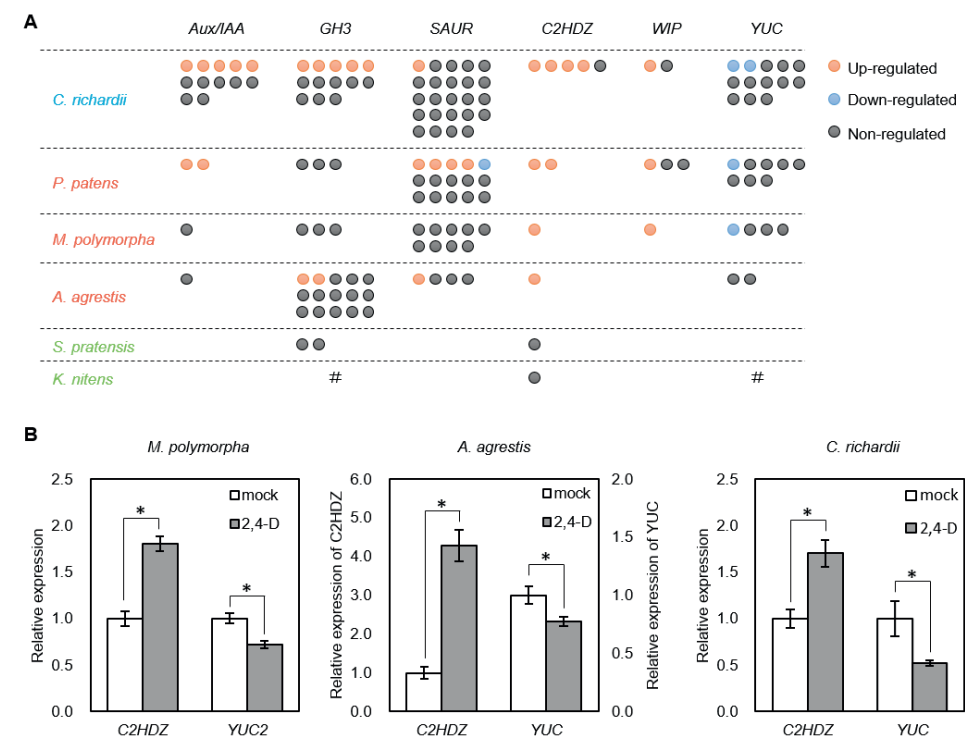 A
Aux/IAA GH3 SAUR C2HDZ WIP YUC
C. richardii
P. patens
M. polymorpha
A. agrestis
S. pratensis
K. nitens # #
Up-regulated
Down-regulated
Non-regulated
B
M. polymorpha
Relative expression
2.5
2.0
1.5
1.0
0.5
0.0
mock
2,4-D
*
*
C2HDZ YUC2
A. agrestis
Relative expression of C2HDZ
6.0
5.0
4.0
3.0
2.0
1.0
0.0
mock
2,4-D
*
*
C2HDZ YUC
2.0
1.5
1.0
0.5
0.0
Relative expression of YUC
C. richardii
Relative expression
2.5
2.0
1.5
1.0
0.5
0.0
mock
2,4-D
*
*
C2HDZ YUC